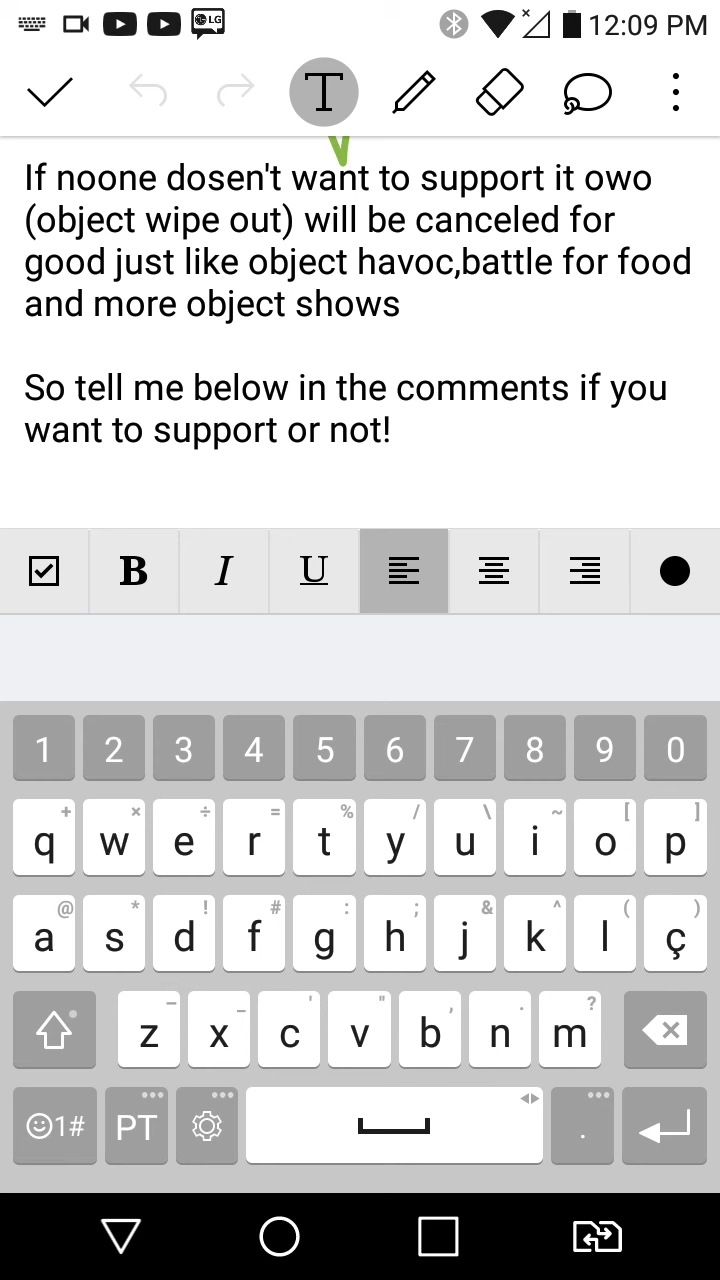 LG
12:09 PM
T
If noone dosen't want to support it owo
(object wipe out) will be canceled for
good just like object havoc,battle for food
and more object shows
So tell me below in the comments if you
want to support or not!
B I U
1 2 3 4 5 6 7 8 9 0
+ × ÷ = % / \ ~ [ ]
q w e r t y u i o p
@ * ! # : ; & ^ ( )
a s d f g h j k l ç
– _ ' " , . ?
z x c v b n m
☺1# PT .